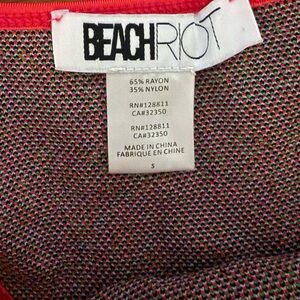 BEACHRIOT
65% RAYON
35% NYLON
RN#128811
CA#32350
RN#128811
CA#32350
MADE IN CHINA
FABRIQUE EN CHINE
S